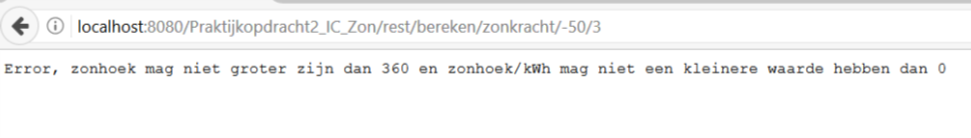 localhost:8080/Praktijkopdracht2_IC_Zon/rest/bereken/zonkracht/-50/3
Error, zonhoek mag niet groter zijn dan 360 en zonhoek/kWh mag niet een kleinere waarde hebben dan 0